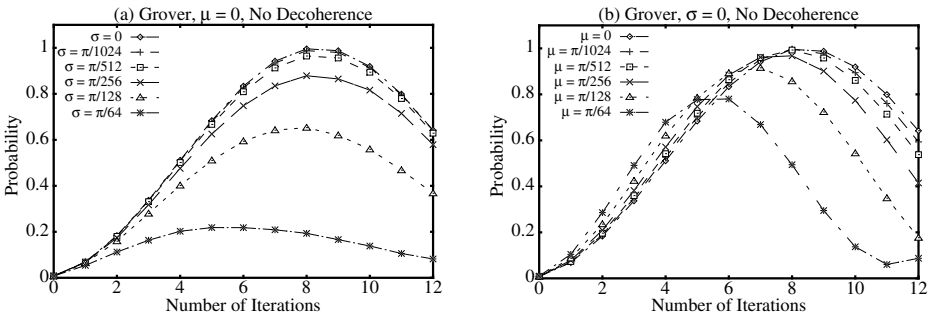 (a) Grover, μ = 0, No Decoherence
Probability
1
0.8
0.6
0.4
0.2
0
σ = 0
σ = π/1024
σ = π/512
σ = π/256
σ = π/128
σ = π/64
0 2 4 6 8 10 12
Number of Iterations
(b) Grover, σ = 0, No Decoherence
Probability
1
0.8
0.6
0.4
0.2
0
μ = 0
μ = π/1024
μ = π/512
μ = π/256
μ = π/128
μ = π/64
0 2 4 6 8 10 12
Number of Iterations